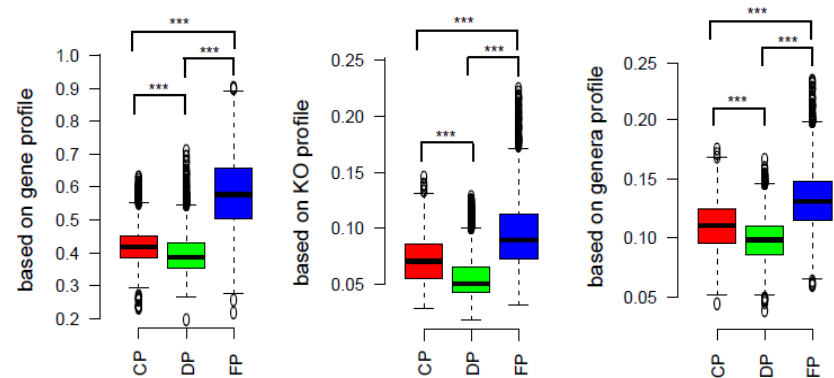 ***
***
***
based on gene profile
1.0
0.9
0.8
0.7
0.6
0.5
0.4
0.3
0.2
CP
DP
FP
***
***
***
based on KO profile
0.25
0.20
0.15
0.10
0.05
CP
DP
FP
***
***
***
based on genera profile
0.25
0.20
0.15
0.10
0.05
CP
DP
FP